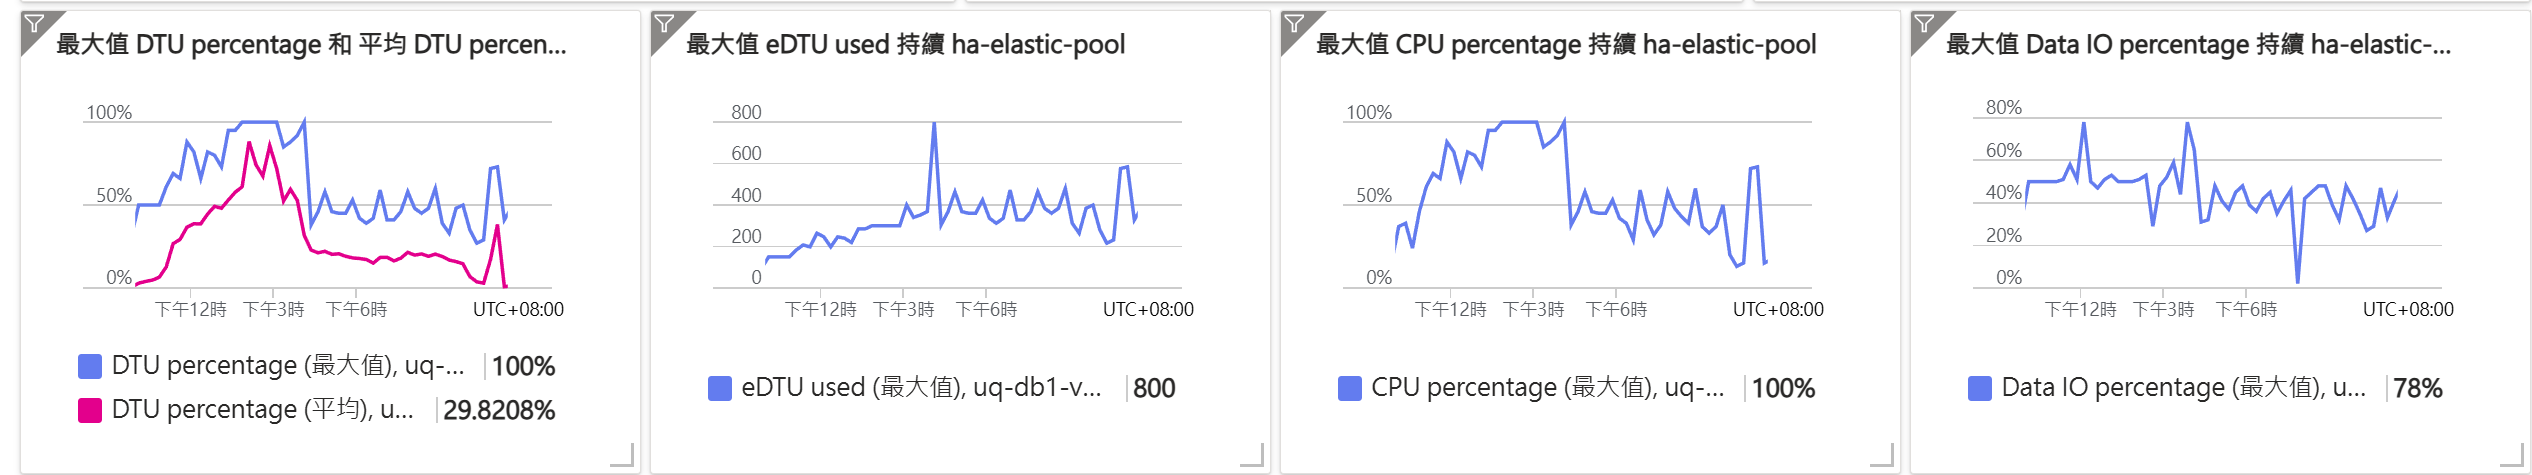 最大值 DTU percentage 和 平均 DTU percen...
100%
50%
0%
下午12時 下午3時 下午6時 UTC+08:00
DTU percentage (最大值), uq-... 100%
DTU percentage (平均), u... 29.8208%
最大值 eDTU used 持續 ha-elastic-pool
800
600
400
200
0
下午12時 下午3時 下午6時 UTC+08:00
eDTU used (最大值), uq-db1-v... 800
最大值 CPU percentage 持續 ha-elastic-pool
100%
50%
0%
下午12時 下午3時 下午6時 UTC+08:00
CPU percentage (最大值), uq-... 100%
最大值 Data IO percentage 持續 ha-elastic-...
80%
60%
40%
20%
0%
下午12時 下午3時 下午6時 UTC+08:00
Data IO percentage (最大值), u... 78%